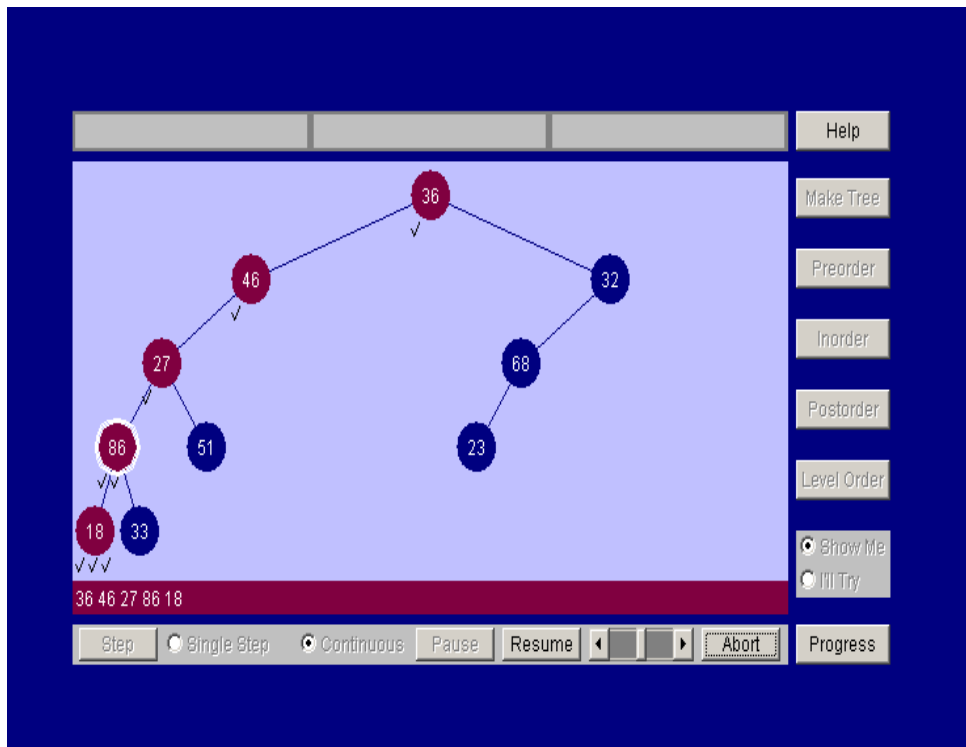 Help
36
Make Tree
46
32
Preorder
27
68
Inorder
86
51
23
Postorder
18
33
Level Order
Show Me
I'll Try
36 46 27 86 18
Step Single Step Continuous Pause Resume Abort Progress